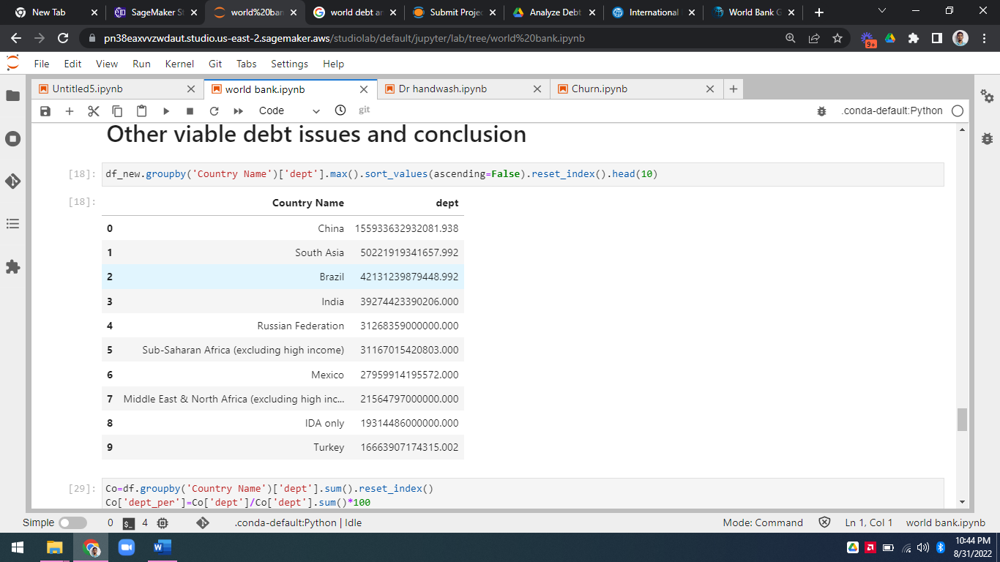 New Tab
SageMaker St
world%20ban
world debt ar
Submit Projec
Analyze Debt
International
World Bank G
pn38eaxvvzwdaut.studio.us-east-2.sagemaker.aws/studiolab/default/jupyter/lab/tree/world%20bank.ipynb
9+
File Edit View Run Kernel Git Tabs Settings Help
Untitled5.ipynb
world bank.ipynb
Dr handwash.ipynb
Churn.ipynb
Code
git
.conda-default:Python
Other viable debt issues and conclusion
[18]: df_new.groupby('Country Name')['dept'].max().sort_values(ascending=False).reset_index().head(10)
[18]: Country Name dept
0 China 155933632932081.938
1 South Asia 50221919341657.992
2 Brazil 42131239879448.992
3 India 39274423390206.000
4 Russian Federation 31268359000000.000
5 Sub-Saharan Africa (excluding high income) 31167015420803.000
6 Mexico 27959914195572.000
7 Middle East & North Africa (excluding high inc... 21564797000000.000
8 IDA only 19314486000000.000
9 Turkey 16663907174315.002
[29]: Co=df.groupby('Country Name')['dept'].sum().reset_index()
Co['dept_per']=Co['dept']/Co['dept'].sum()*100
Simple 0 $_ 4 .conda-default:Python | Idle Mode: Command Ln 1, Col 1 world bank.ipynb
10:44 PM
8/31/2022